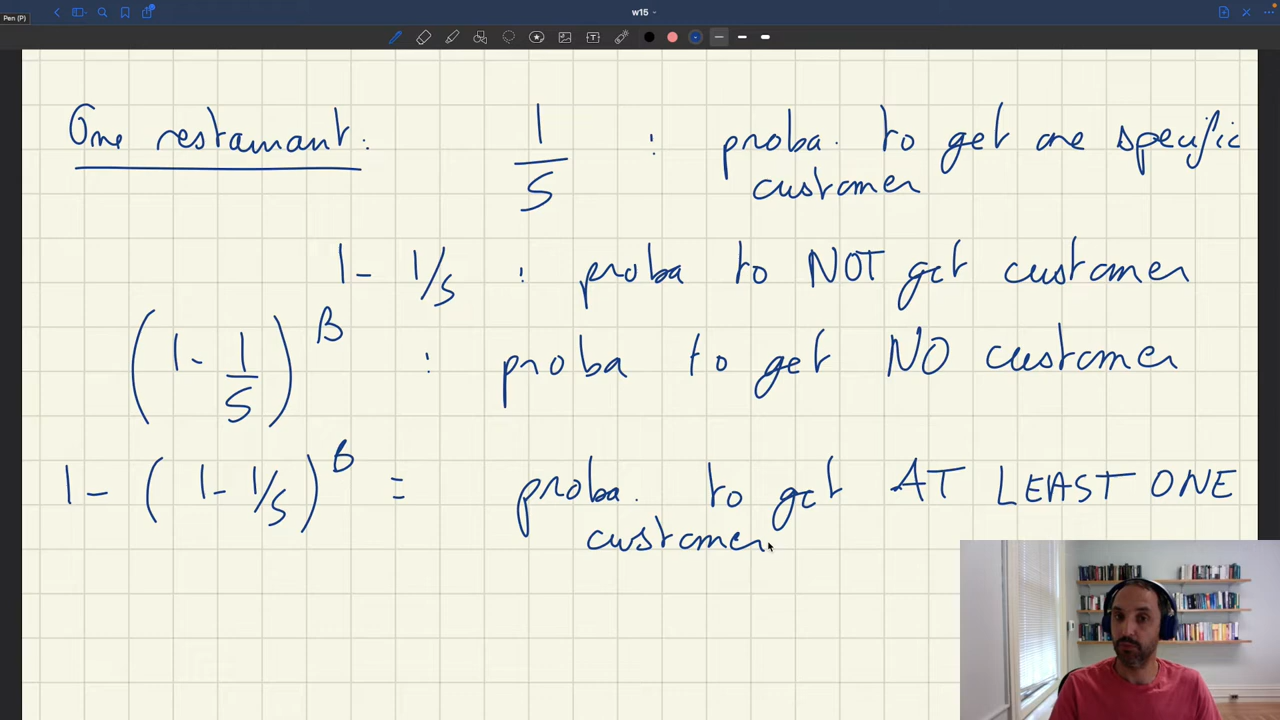 Pen (P)
w15
One restaurant: 1/S : proba. to get one specific
customer
1 - 1/S : proba to NOT get customer
(1 - 1/S)^B : proba to get NO customer
1 - (1 - 1/S)^B = proba. to get AT LEAST ONE
customer